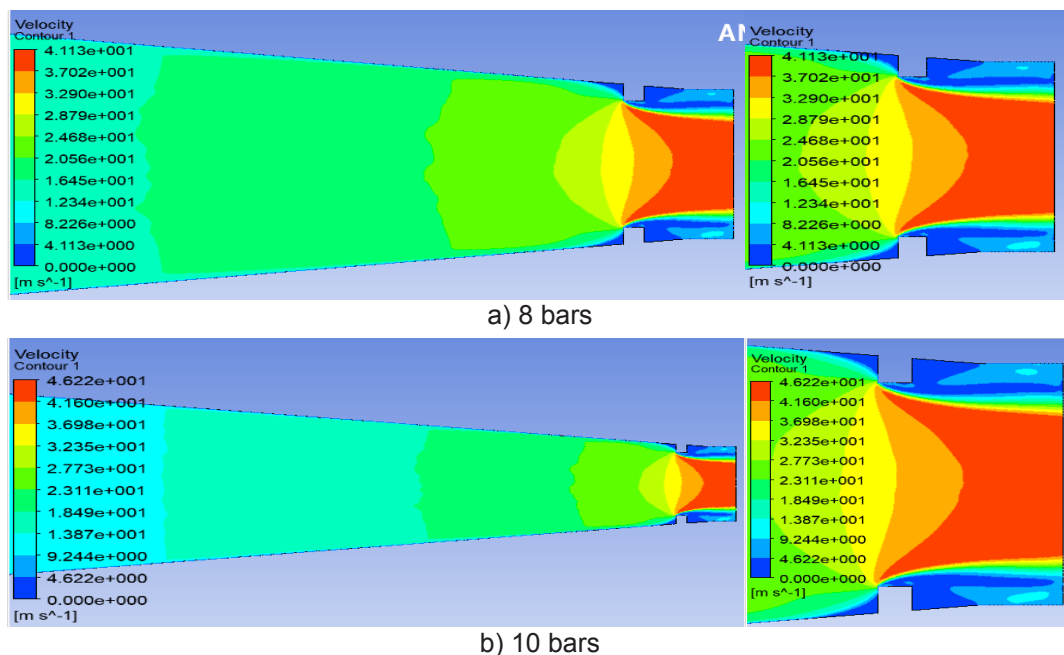 Velocity
Contour 1
4.113e+001
3.702e+001
3.290e+001
2.879e+001
2.468e+001
2.056e+001
1.645e+001
1.234e+001
8.226e+000
4.113e+000
0.000e+000
[m s^-1]
AN
Velocity
Contour 1
4.113e+001
3.702e+001
3.290e+001
2.879e+001
2.468e+001
2.056e+001
1.645e+001
1.234e+001
8.226e+000
4.113e+000
0.000e+000
[m s^-1]
a) 8 bars
Velocity
Contour 1
4.622e+001
4.160e+001
3.698e+001
3.235e+001
2.773e+001
2.311e+001
1.849e+001
1.387e+001
9.244e+000
4.622e+000
0.000e+000
[m s^-1]
Velocity
Contour 1
4.622e+001
4.160e+001
3.698e+001
3.235e+001
2.773e+001
2.311e+001
1.849e+001
1.387e+001
9.244e+000
4.622e+000
0.000e+000
[m s^-1]
b) 10 bars